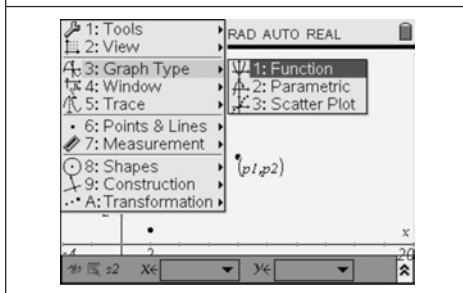 1: Tools
2: View
3: Graph Type
4: Window
5: Trace
6: Points & Lines
7: Measurement
8: Shapes
9: Construction
A: Transformation
RAD AUTO REAL
1: Function
2: Parametric
3: Scatter Plot
(p1,p2)
2
x
2
20
s2 X← Y←